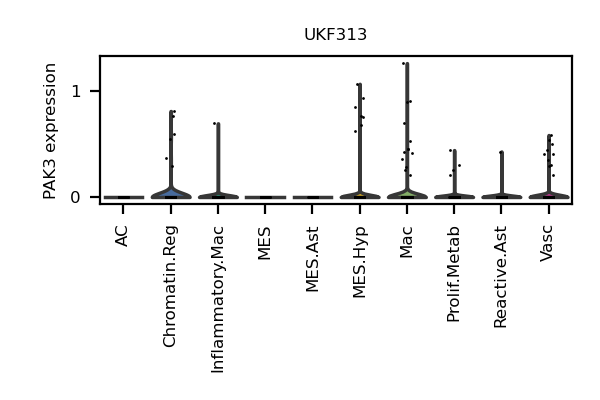 UKF313
PAK3 expression
1
0
AC
Chromatin.Reg
Inflammatory.Mac
MES
MES.Ast
MES.Hyp
Mac
Prolif.Metab
Reactive.Ast
Vasc